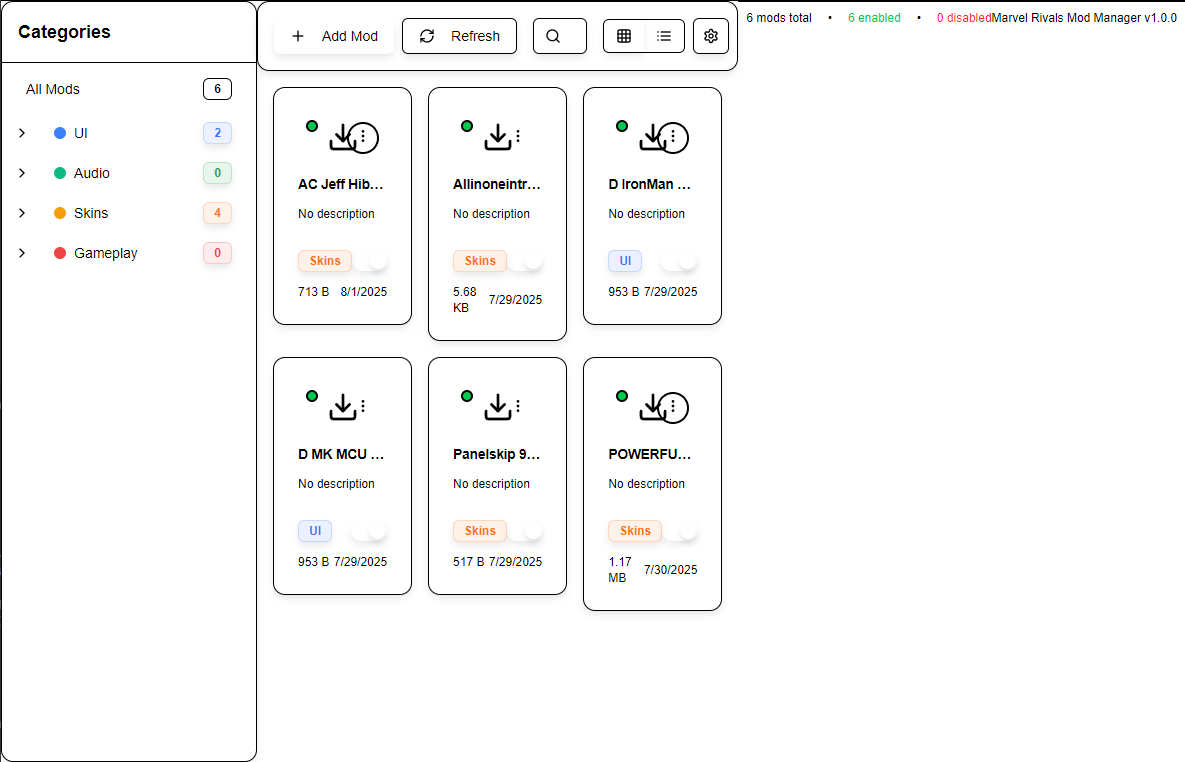 Categories
All Mods 6
UI 2
Audio 0
Skins 4
Gameplay 0
Add Mod Refresh
6 mods total • 6 enabled • 0 disabledMarvel Rivals Mod Manager v1.0.0
AC Jeff Hib...
No description
Skins
713 B 8/1/2025
Allinoneintr...
No description
Skins
5.68
KB
7/29/2025
D IronMan ...
No description
UI
953 B 7/29/2025
D MK MCU ...
No description
UI
953 B 7/29/2025
Panelskip 9...
No description
Skins
517 B 7/29/2025
POWERFU...
No description
Skins
1.17
MB
7/30/2025